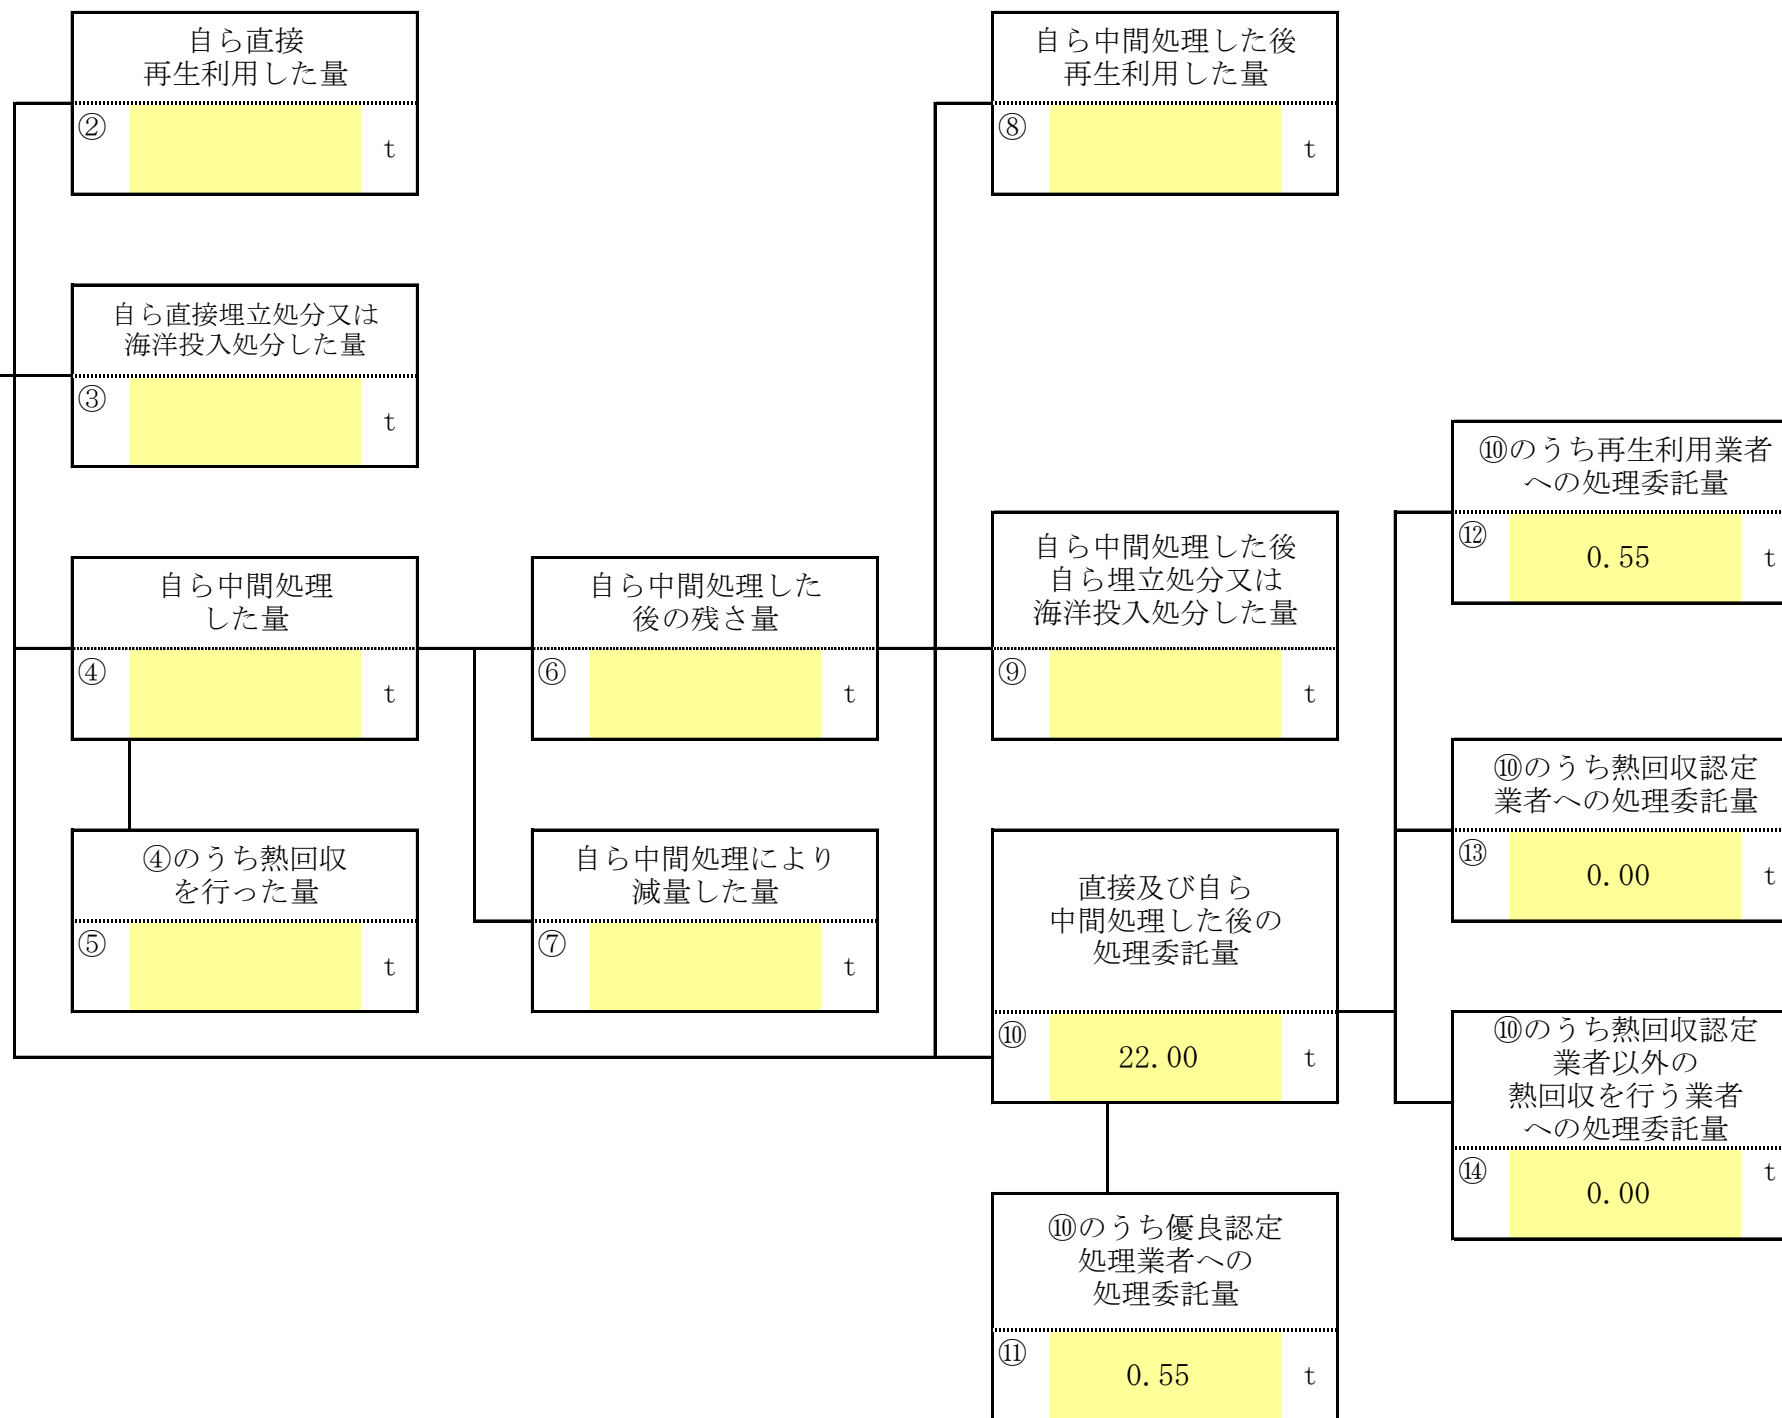 自ら直接
再生利用した量
②
t
自ら中間処理した後
再生利用した量
⑧
t
自ら直接埋立処分又は
海洋投入処分した量
③
t
⑩のうち再生利用業者
への処理委託量
⑫
0.55
t
自ら中間処理
した量
④
t
自ら中間処理した
後の残さ量
⑥
t
自ら中間処理した後
自ら埋立処分又は
海洋投入処分した量
⑨
t
⑩のうち熱回収認定
業者への処理委託量
⑬
0.00
t
④のうち熱回収
を行った量
⑤
t
自ら中間処理により
減量した量
⑦
t
直接及び自ら
中間処理した後の
処理委託量
⑩
22.00
t
⑩のうち熱回収認定
業者以外の
熱回収を行う業者
への処理委託量
⑭
0.00
t
⑩のうち優良認定
処理業者への
処理委託量
⑪
0.55
t